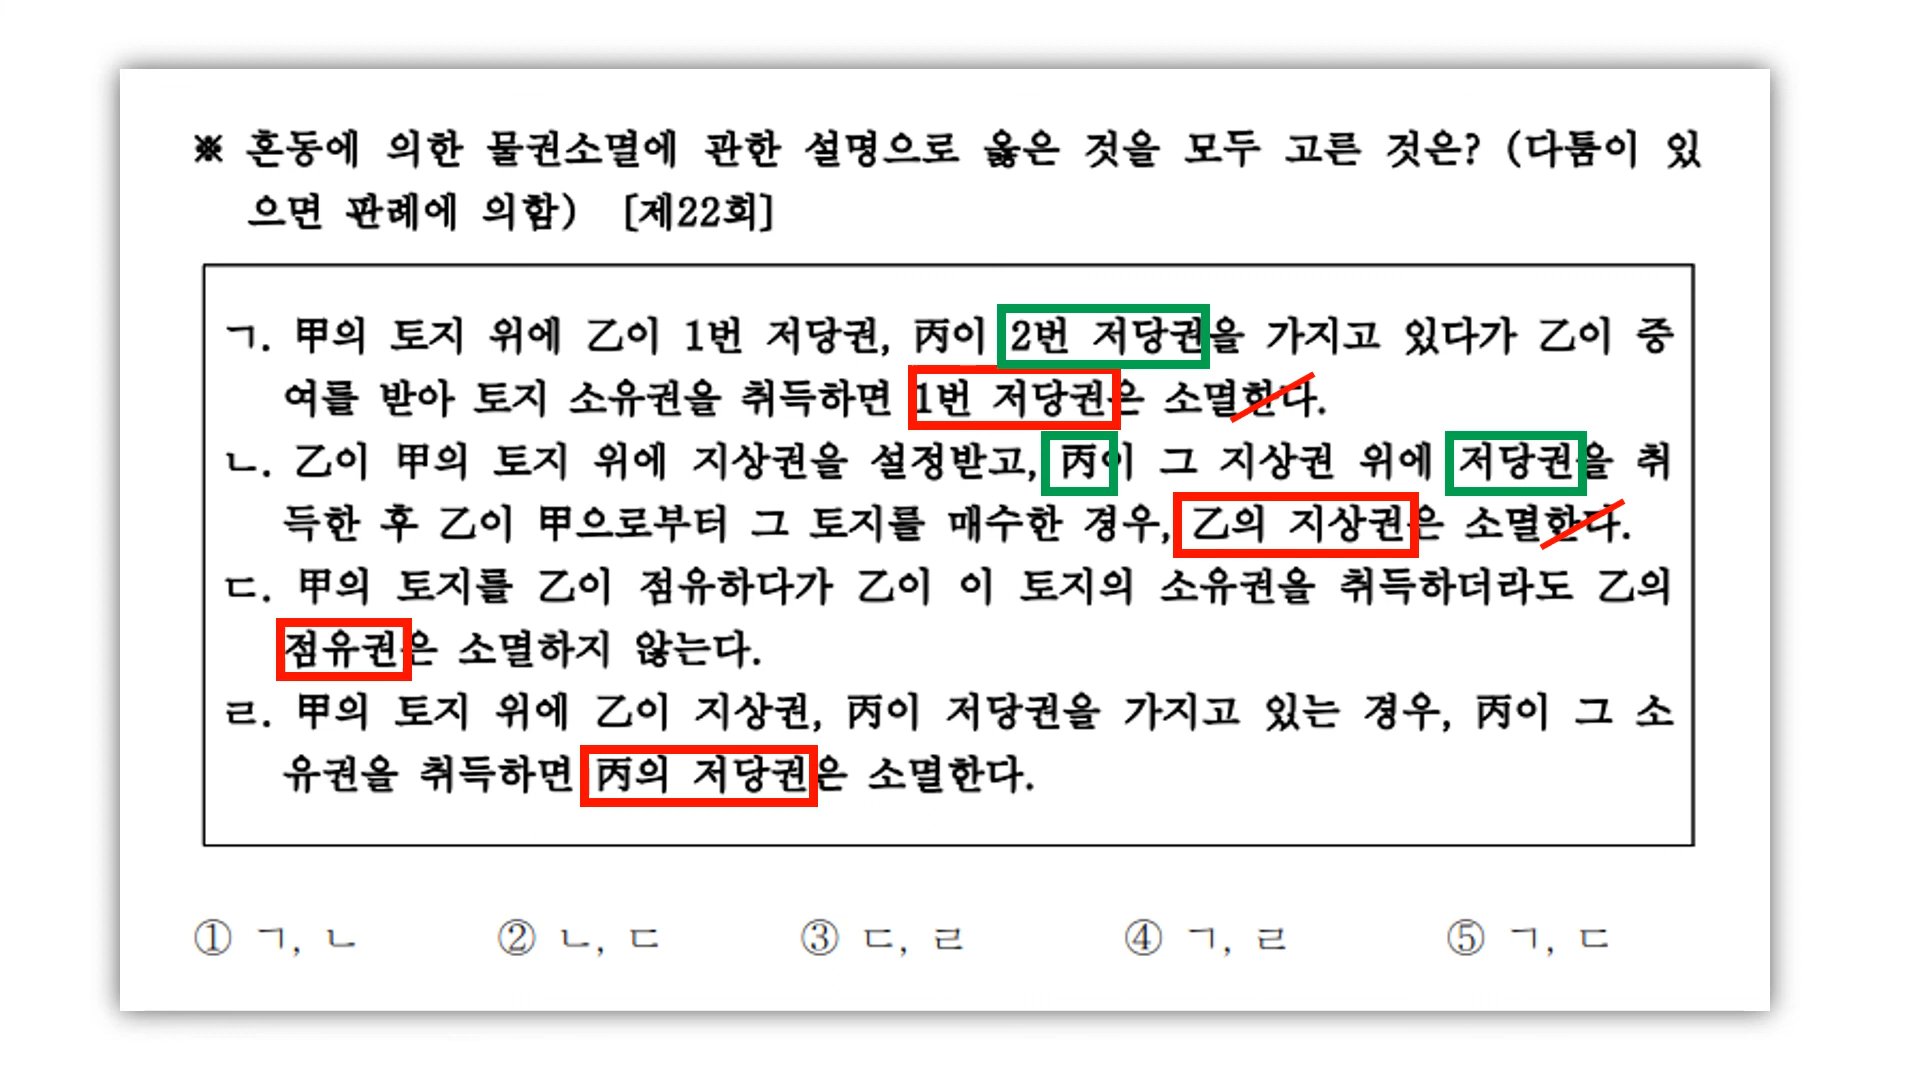 ※ 혼동에 의한 물권소멸에 관한 설명으로 옳은 것을 모두 고른 것은? (다툼이 있
으면 판례에 의함) [제22회]
ㄱ. 甲의 토지 위에 乙이 1번 저당권, 丙이 2번 저당권을 가지고 있다가 乙이 증
여를 받아 토지 소유권을 취득하면 1번 저당권은 소멸한다.
ㄴ. 乙이 甲의 토지 위에 지상권을 설정받고, 丙이 그 지상권 위에 저당권을 취
득한 후 乙이 甲으로부터 그 토지를 매수한 경우, 乙의 지상권은 소멸한다.
ㄷ. 甲의 토지를 乙이 점유하다가 乙이 이 토지의 소유권을 취득하더라도 乙의
점유권은 소멸하지 않는다.
ㄹ. 甲의 토지 위에 乙이 지상권, 丙이 저당권을 가지고 있는 경우, 丙이 그 소
유권을 취득하면 丙의 저당권은 소멸한다.
① ㄱ, ㄴ ② ㄴ, ㄷ ③ ㄷ, ㄹ ④ ㄱ, ㄹ ⑤ ㄱ, ㄷ